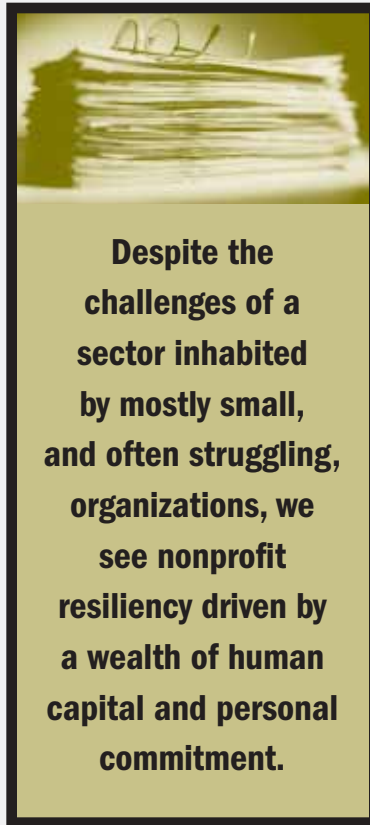 Despite the
challenges of a
sector inhabited
by mostly small,
and often struggling,
organizations, we
see nonprofit
resiliency driven by
a wealth of human
capital and personal
commitment.